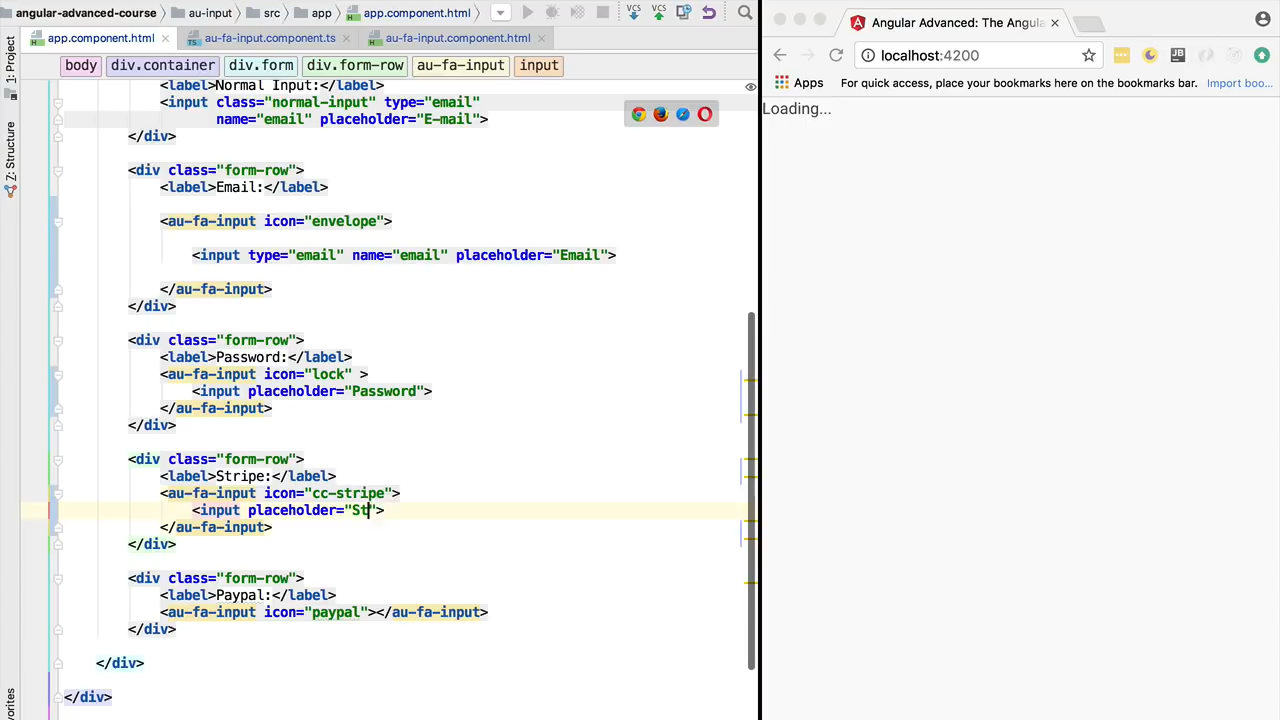 angular-advanced-course au-input src app app.component.html
VCS VCS
app.component.html au-fa-input.component.ts au-fa-input.component.html
body div.container div.form div.form-row au-fa-input input
1: Project
Z: Structure
vorites
<label>Normal Input:</label>
<input class="normal-input" type="email"
name="email" placeholder="E-mail">
</div>
<div class="form-row">
<label>Email:</label>
<au-fa-input icon="envelope">
<input type="email" name="email" placeholder="Email">
</au-fa-input>
</div>
<div class="form-row">
<label>Password:</label>
<au-fa-input icon="lock" >
<input placeholder="Password">
</au-fa-input>
</div>
<div class="form-row">
<label>Stripe:</label>
<au-fa-input icon="cc-stripe">
<input placeholder="St">
</au-fa-input>
</div>
<div class="form-row">
<label>Paypal:</label>
<au-fa-input icon="paypal"></au-fa-input>
</div>
</div>
</div>
Angular Advanced: The Angula
localhost:4200
Apps For quick access, place your bookmarks here on the bookmarks bar. Import boo...
Loading...